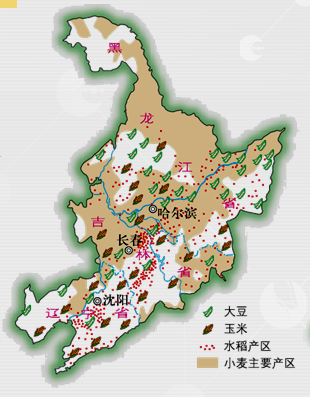 黑
龙
江
省
哈尔滨
吉
长春
林
省
沈阳
辽宁省
大豆
玉米
水稻产区
小麦主要产区